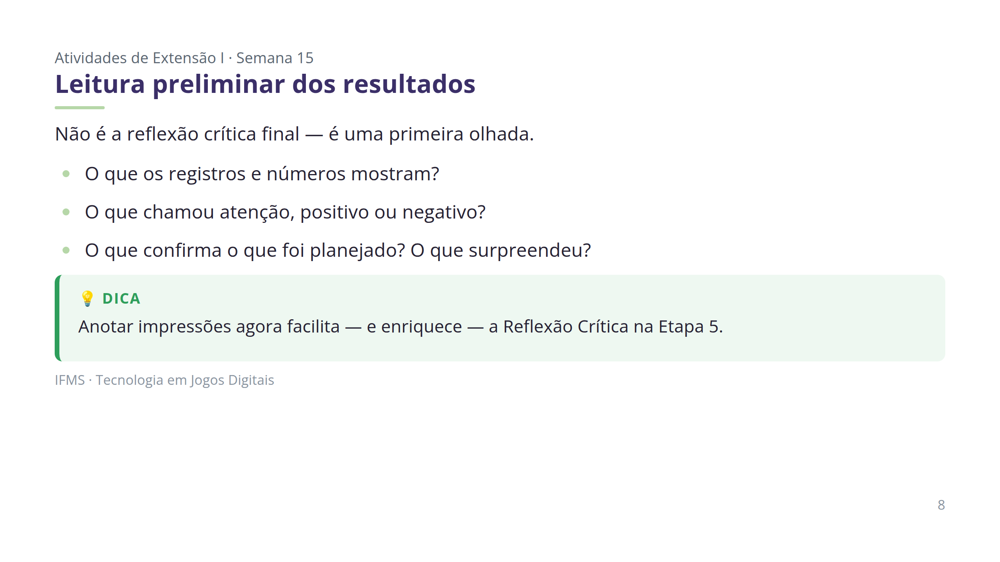 Atividades de Extensão I · Semana 15
Leitura preliminar dos resultados
Não é a reflexão crítica final — é uma primeira olhada.
O que os registros e números mostram?
O que chamou atenção, positivo ou negativo?
O que confirma o que foi planejado? O que surpreendeu?
💡 DICA
Anotar impressões agora facilita — e enriquece — a Reflexão Crítica na Etapa 5.
IFMS · Tecnologia em Jogos Digitais
8